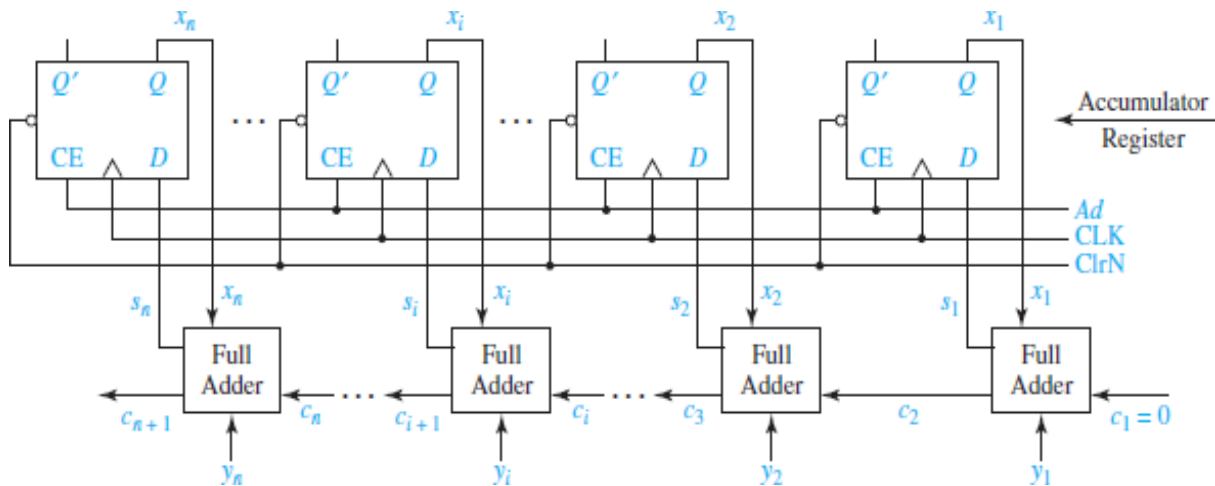 xₙ xᵢ x₂ x₁
Q′ Q Q′ Q Q′ Q Q′ Q
... ...
Accumulator
Register
CE D CE D CE D CE D
Ad
CLK
ClrN
sₙ xₙ sᵢ xᵢ s₂ x₂ s₁ x₁
Full Full Full Full
Adder Adder Adder Adder
cₙ₊₁ cₙ ... cᵢ₊₁ cᵢ ... c₃ c₂ c₁ = 0
yₙ yᵢ y₂ y₁